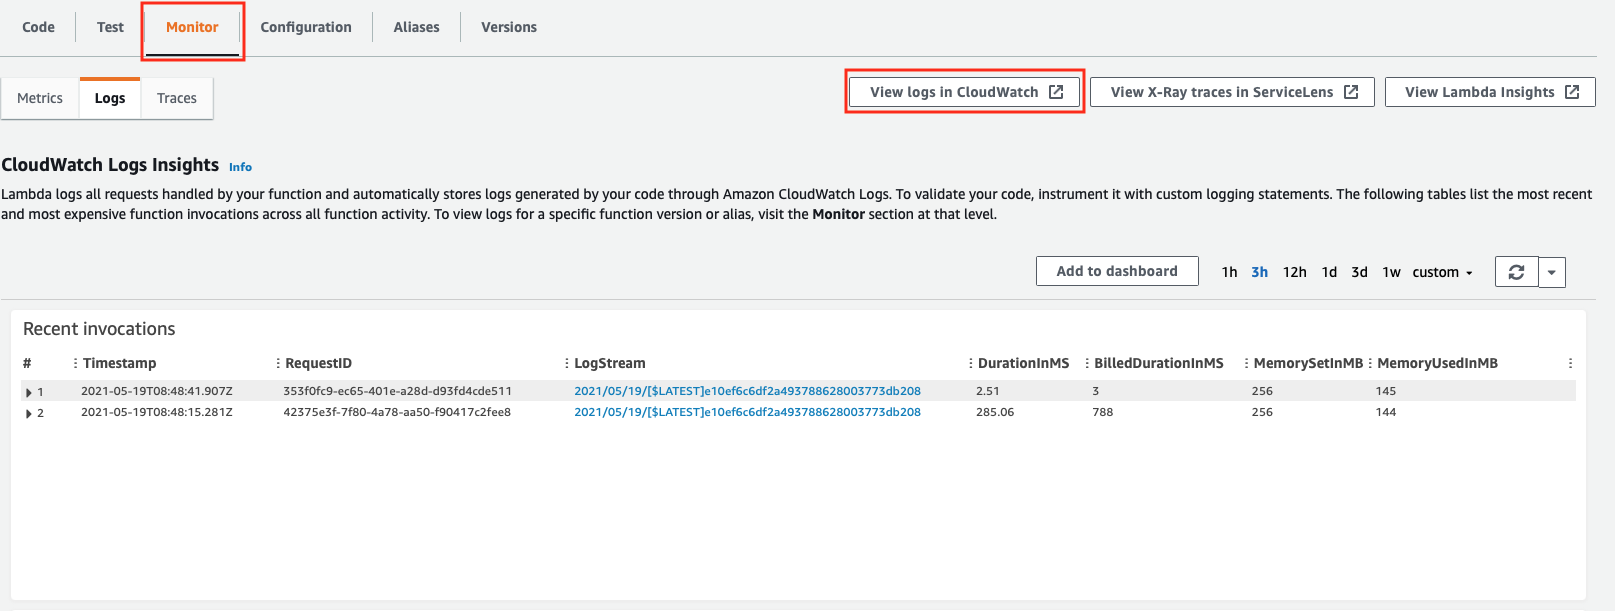 Code Test Monitor Configuration Aliases Versions
Metrics Logs Traces View logs in CloudWatch View X-Ray traces in ServiceLens View Lambda Insights
CloudWatch Logs Insights Info
Lambda logs all requests handled by your function and automatically stores logs generated by your code through Amazon CloudWatch Logs. To validate your code, instrument it with custom logging statements. The following tables list the most recent
and most expensive function invocations across all function activity. To view logs for a specific function version or alias, visit the Monitor section at that level.
Add to dashboard 1h 3h 12h 1d 3d 1w custom
Recent invocations
# Timestamp RequestID LogStream DurationInMS BilledDurationInMS MemorySetInMB MemoryUsedInMB
1 2021-05-19T08:48:41.907Z 353f0fc9-ec65-401e-a28d-d93fd4cde511 2021/05/19/[$LATEST]e10ef6c6df2a493788628003773db208 2.51 3 256 145
2 2021-05-19T08:48:15.281Z 42375e3f-7f80-4a78-aa50-f90417c2fee8 2021/05/19/[$LATEST]e10ef6c6df2a493788628003773db208 285.06 788 256 144